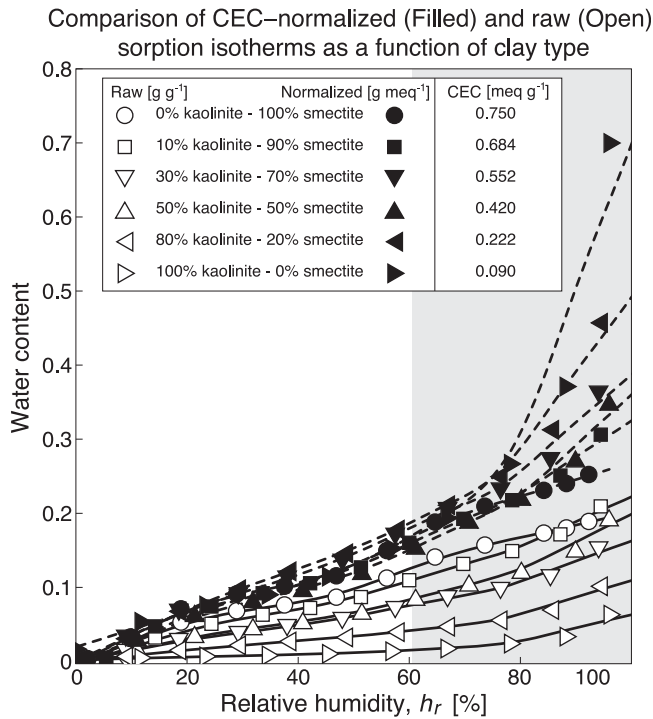 Comparison of CEC–normalized (Filled) and raw (Open)
sorption isotherms as a function of clay type
Raw [g g⁻¹] Normalized [g meq⁻¹] CEC [meq g⁻¹]
0% kaolinite - 100% smectite 0.750
10% kaolinite - 90% smectite 0.684
30% kaolinite - 70% smectite 0.552
50% kaolinite - 50% smectite 0.420
80% kaolinite - 20% smectite 0.222
100% kaolinite - 0% smectite 0.090
Water content
0.8
0.7
0.6
0.5
0.4
0.3
0.2
0.1
0
0 20 40 60 80 100
Relative humidity, hᵣ [%]